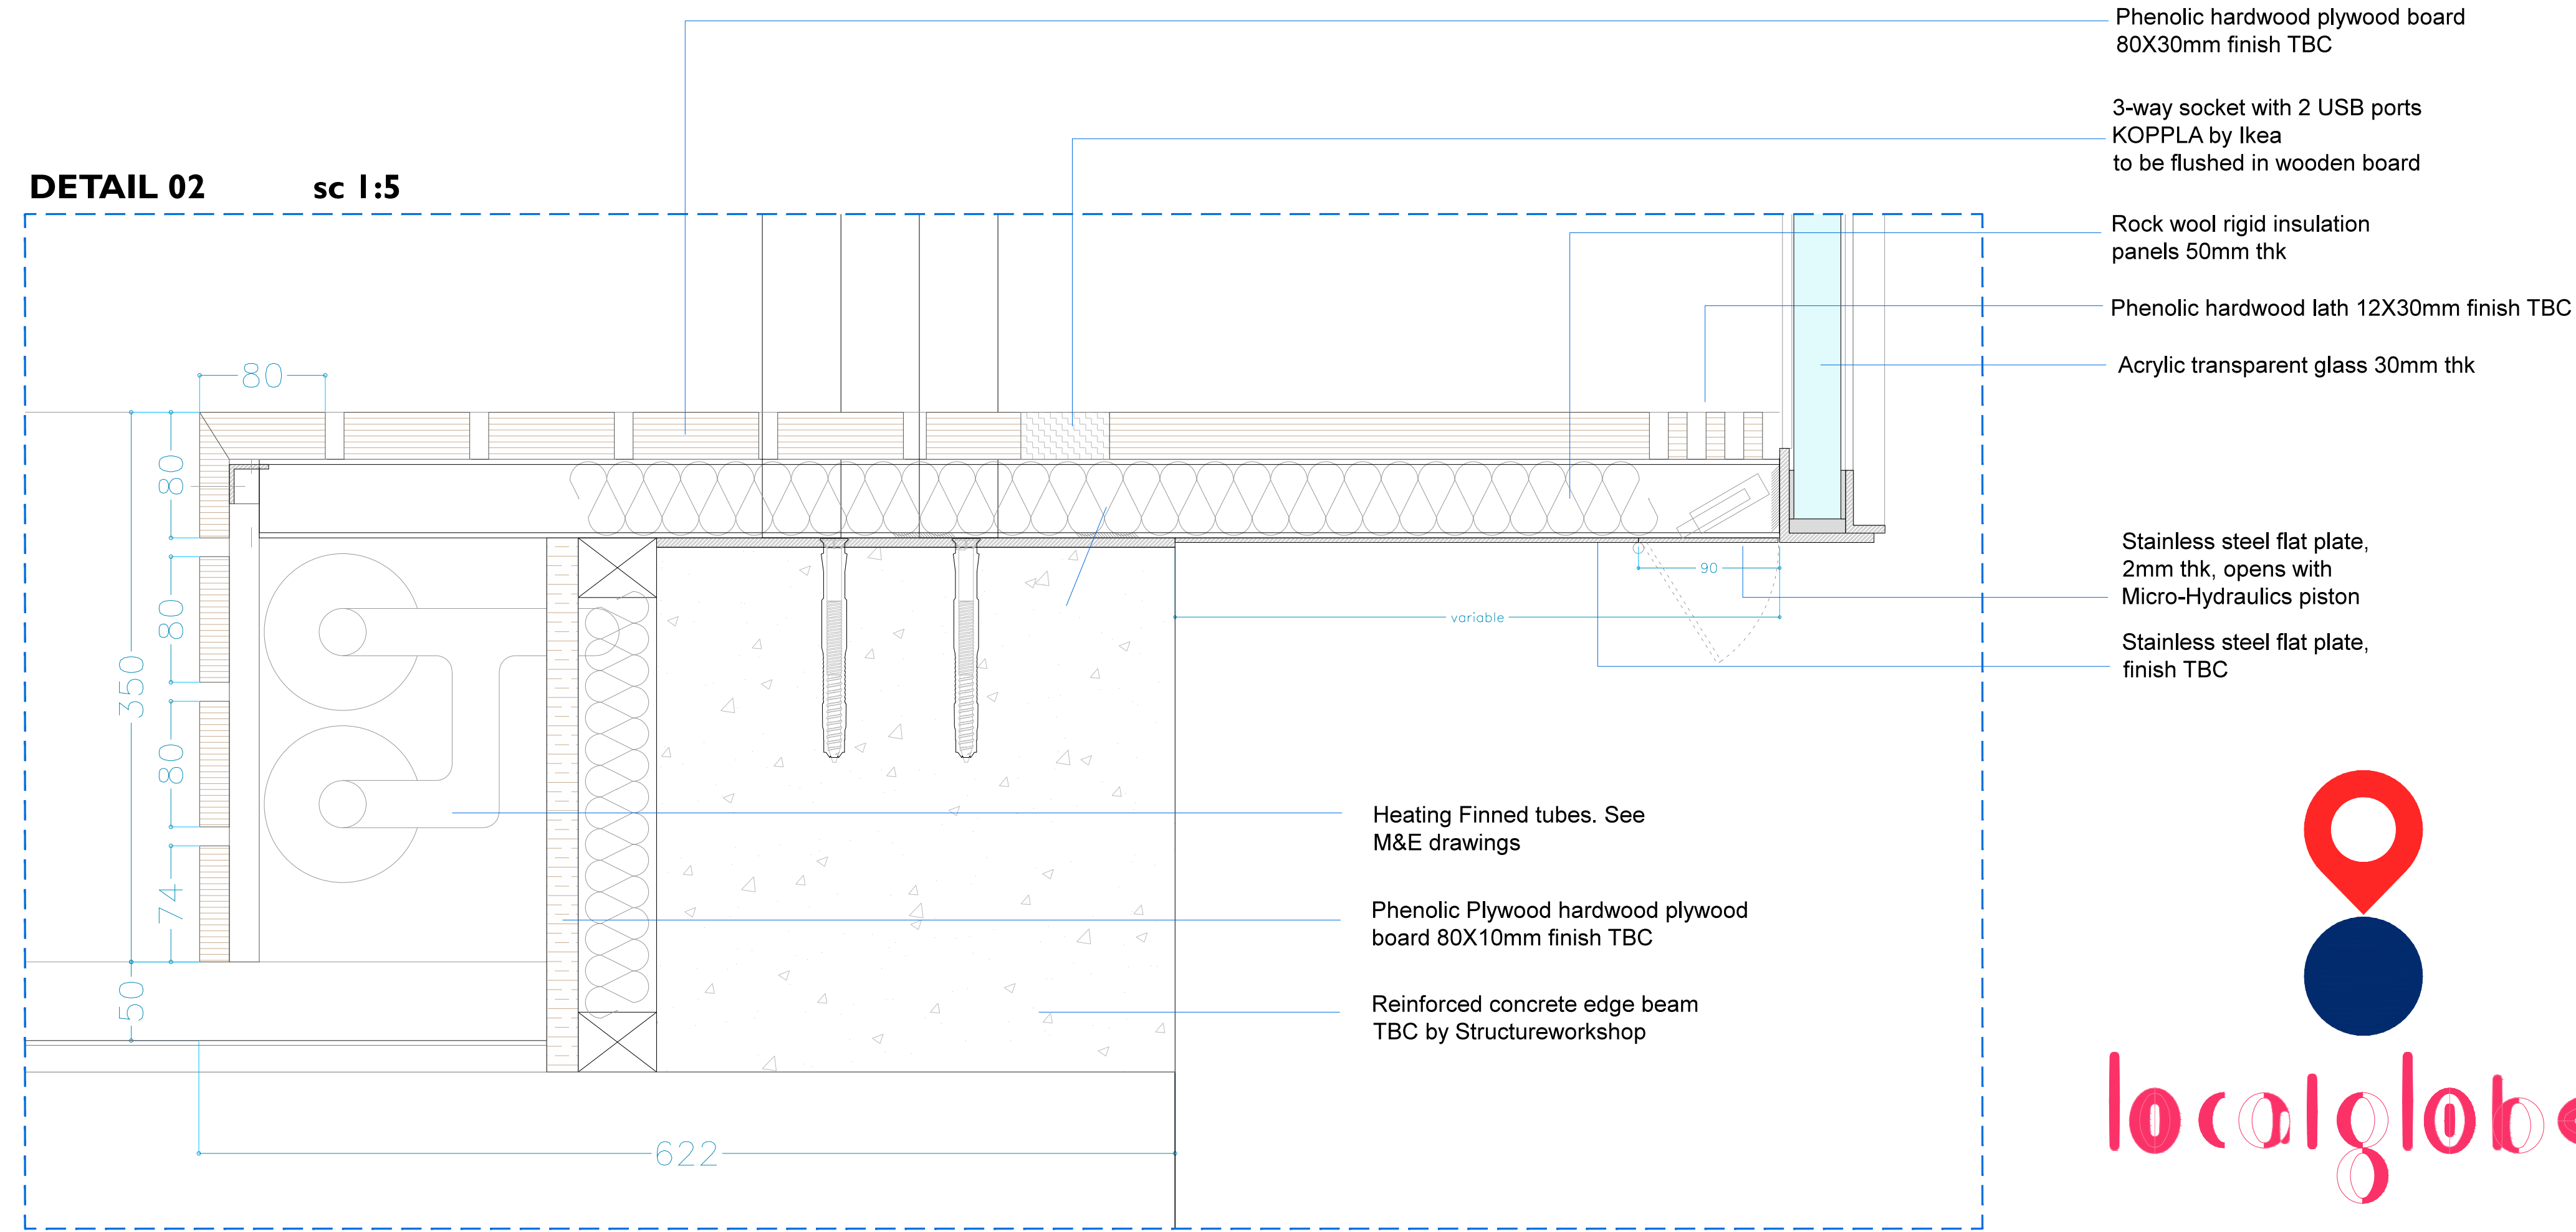 Phenolic hardwood plywood board
80X30mm finish TBC
3-way socket with 2 USB ports
KOPPLA by Ikea
to be flushed in wooden board
DETAIL 02 sc 1:5
Rock wool rigid insulation
panels 50mm thk
Phenolic hardwood lath 12X30mm finish TBC
Acrylic transparent glass 30mm thk
80
80
80
80
74
350
50
90
variable
622
Stainless steel flat plate,
2mm thk, opens with
Micro-Hydraulics piston
Stainless steel flat plate,
finish TBC
Heating Finned tubes. See
M&E drawings
Phenolic Plywood hardwood plywood
board 80X10mm finish TBC
Reinforced concrete edge beam
TBC by Structureworkshop
localglobe